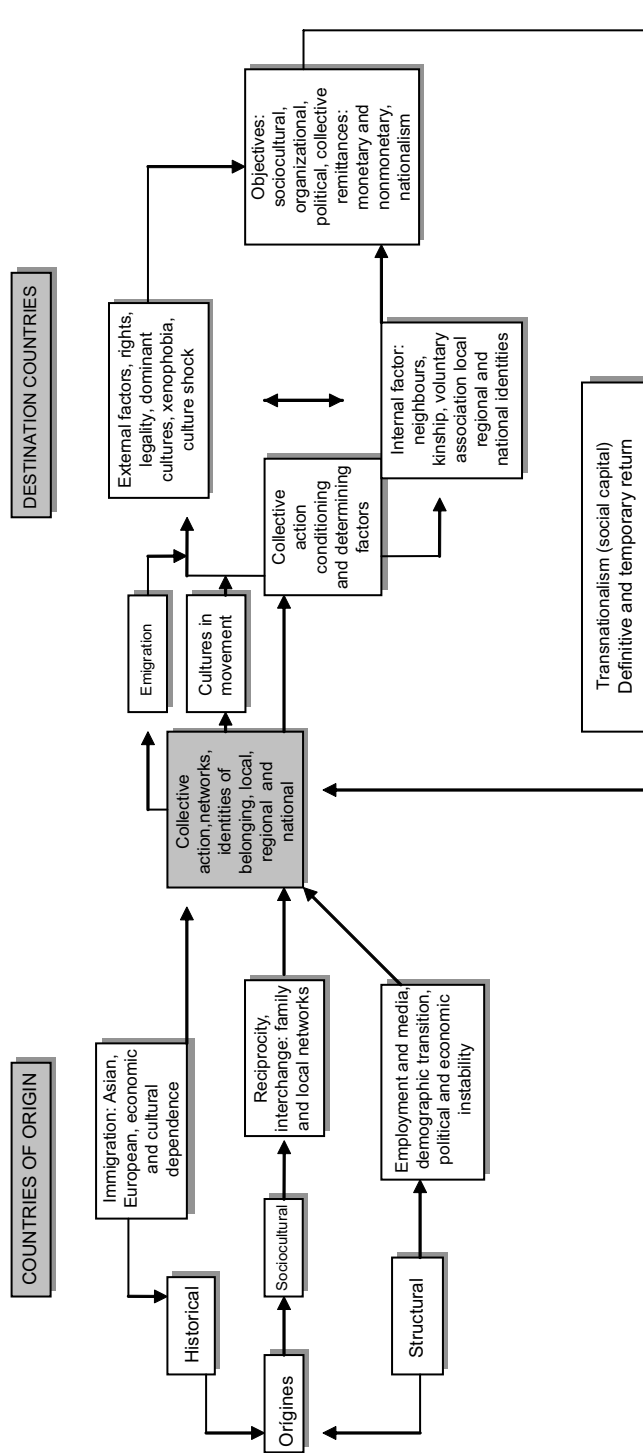 COUNTRIES OF ORIGIN
DESTINATION COUNTRIES
Orígines
Historical
Sociocultural
Structural
Immigration: Asian,
European, economic
and cultural
dependence
Reciprocity,
interchange: family
and local networks
Employment and media,
demographic transition,
political and economic
instability
Collective
action,networks,
identities of
belonging, local,
regional and
national
Emigration
Cultures in
movement
Collective
action
conditioning
and determining
factors
External factors, rights,
legality, dominant
cultures, xenophobia,
culture shock
Internal factor:
neighbours,
kinship, voluntary
association local
regional and
national identities
Objectives:
sociocultural,
organizational,
political, collective
remittances:
monetary and
nonmonetary,
nationalism
Transnationalism (social capital)
Definitive and temporary return